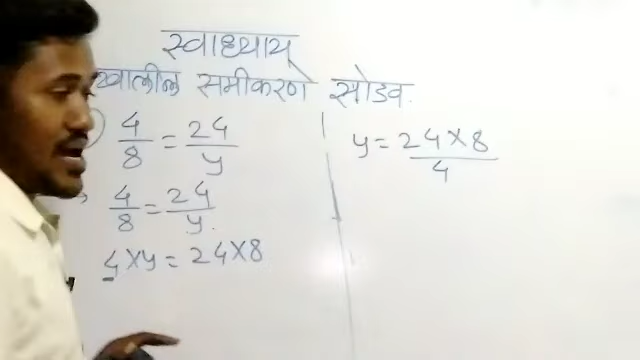 स्वाध्याय
खालील समीकरणे सोडव.
4/8 = 24/y
4/8 = 24/y.
4×y = 24×8
y = 24×8/4